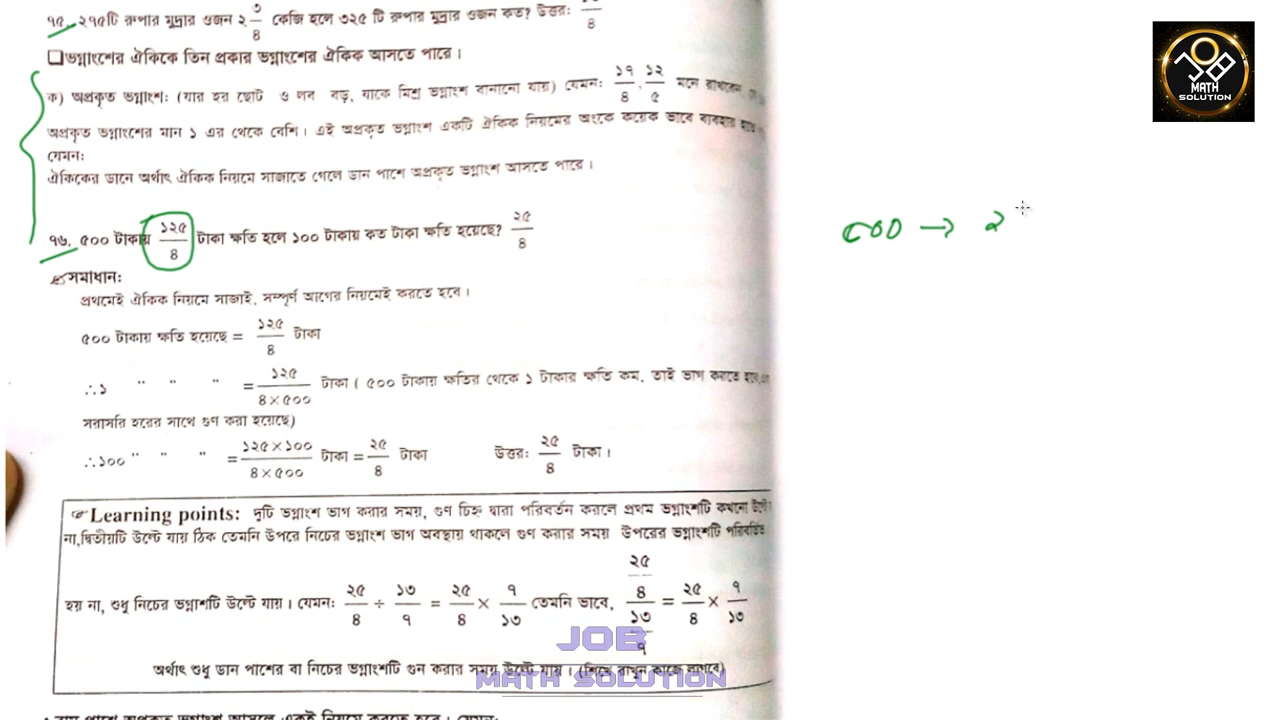 ৭৫. ২৭৫টি রুপার মুদ্রার ওজন ২ ৩/৪ কেজি হলে ৩২৫ টি রুপার মুদ্রার ওজন কত? উত্তর: /৪
❑ভগ্নাংশের ঐকিকে তিন প্রকার ভগ্নাংশের ঐকিক আসতে পারে।
ক) অপ্রকৃত ভগ্নাংশ: (যার হর ছোট ও লব বড়, যাকে মিশ্র ভগ্নাংশ বানানো যায়) যেমন: ১৭/৪, ১২/৫ মনে রাখবেন
অপ্রকৃত ভগ্নাংশের মান ১ এর থেকে বেশি। এই অপ্রকৃত ভগ্নাংশ একটি ঐকিক নিয়মের অংকে কয়েক ভাবে ব্যবহার
যেমন:
ঐকিকের ডানে অর্থাৎ ঐকিক নিয়মে সাজাতে গেলে ডান পাশে অপ্রকৃত ভগ্নাংশ আসতে পারে।
৭৬. ৫০০ টাকায় ১২৫/৪ টাকা ক্ষতি হলে ১০০ টাকায় কত টাকা ক্ষতি হয়েছে? ২৫/৪
সমাধান:
প্রথমেই ঐকিক নিয়মে সাজাই, সম্পূর্ণ আগের নিয়মেই করতে হবে।
৫০০ টাকায় ক্ষতি হয়েছে = ১২৫/৪ টাকা
∴১ " " " = ১২৫/৪×৫০০ টাকা ( ৫০০ টাকায় ক্ষতির থেকে ১ টাকার ক্ষতি কম, তাই ভাগ করতে
সরাসরি হরের সাথে গুণ করা হয়েছে)
∴১০০ " " " = ১২৫×১০০/৪×৫০০ টাকা = ২৫/৪ টাকা উত্তর: ২৫/৪ টাকা।
☞ Learning points: দুটি ভগ্নাংশ ভাগ করার সময়, গুণ চিহ্ন দ্বারা পরিবর্তন করলে প্রথম ভগ্নাংশটি কখনো
না,দ্বিতীয়টি উল্টে যায় ঠিক তেমনি উপরে নিচের ভগ্নাংশ ভাগ অবস্থায় থাকলে গুণ করার সময় উপরের ভগ্নাংশটি পরিবর্তিত
হয় না, শুধু নিচের ভগ্নাশটি উল্টে যায়। যেমন: ২৫/৪ ÷ ১৩/৭ = ২৫/৪ × ৭/১৩ তেমনি ভাবে, ২৫/৪/১৩/৭ = ২৫/৪ × ৭/১৩
অর্থাৎ শুধু ডান পাশের বা নিচের ভগ্নাংশটি গুন করার সময় উল্টে যায়। (শিখে রাখুন কাজে লাগবে)
JOB
MATH SOLUTION
৫০০ → ২
MATH
SOLUTION